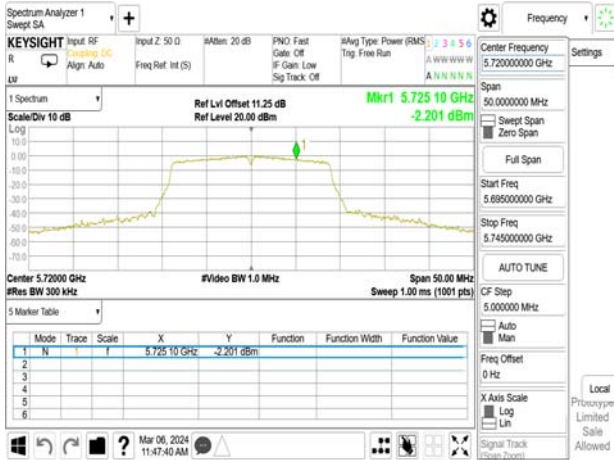 Spectrum Analyzer 1
Swept SA
Frequency
KEYSIGHT
R
Input: RF
Coupling: DC
Align: Auto
Input Z: 50 Ω
Freq Ref: Int (S)
#Atten: 20 dB
PNO: Fast
Gate: Off
IF Gain: Low
Sig Track: Off
#Avg Type: Power (RMS
Trig: Free Run
1 2 3 4 5 6
A W W W W W
A N N N N N
1 Spectrum
Scale/Div 10 dB
Ref Lvl Offset 11.25 dB
Ref Level 20.00 dBm
Mkr1 5.725 10 GHz
-2.201 dBm
Log
10.0
0.00
-10.0
-20.0
-30.0
-40.0
-50.0
-60.0
-70.0
1
Center 5.72000 GHz
#Res BW 300 kHz
#Video BW 1.0 MHz
Span 50.00 MHz
Sweep 1.00 ms (1001 pts)
5 Marker Table
Mode Trace Scale X Y Function Function Width Function Value
1 N 1 f 5.725 10 GHz -2.201 dBm
2
3
4
5
6
Mar 06, 2024
11:47:40 AM
Center Frequency
5.720000000 GHz
Span
50.0000000 MHz
Swept Span
Zero Span
Full Span
Start Freq
5.695000000 GHz
Stop Freq
5.745000000 GHz
AUTO TUNE
CF Step
5.000000 MHz
Auto
Man
Freq Offset
0 Hz
X Axis Scale
Log
Lin
Signal Track
(Span Zoom)
Settings
Local
Prototype
Limited
Sale
Allowed